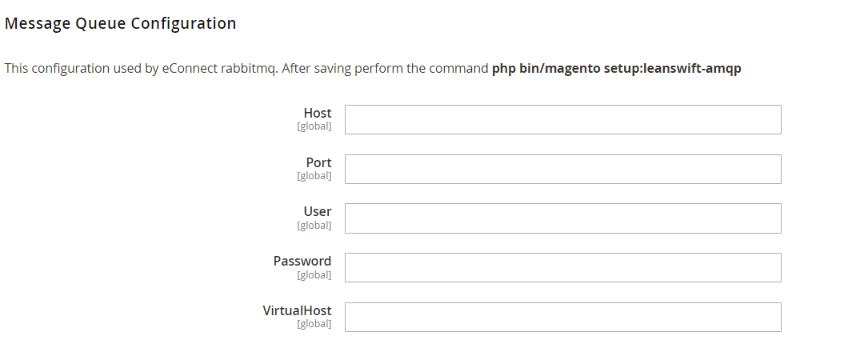 Message Queue Configuration
This configuration used by eConnect rabbitmq. After saving perform the command php bin/magento setup:leanswift-amqp
Host
[global]
Port
[global]
User
[global]
Password
[global]
VirtualHost
[global]